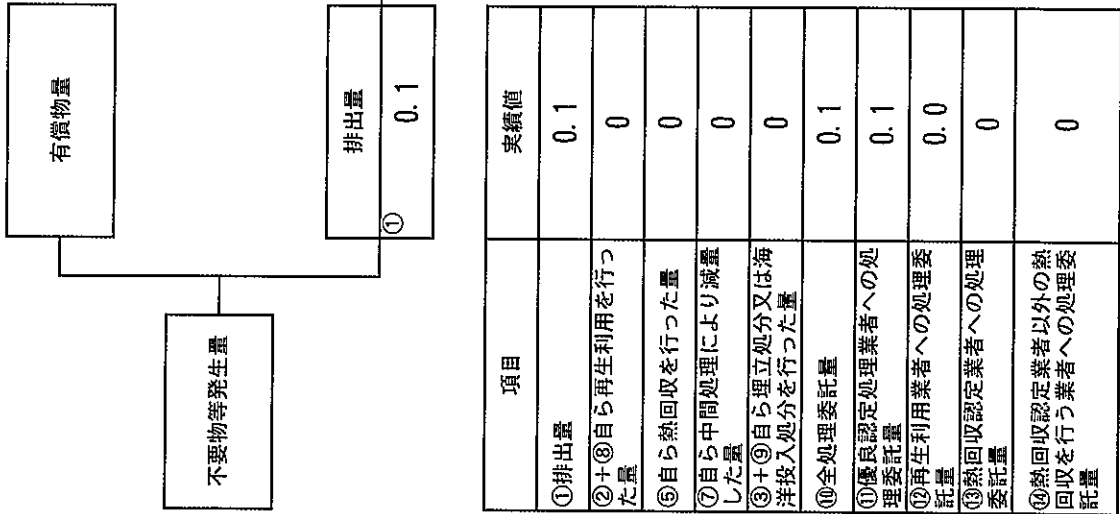 有償物量
不要物等発生量
排出量
①
0.1
項目
実績値
①排出量
0.1
②+⑧自ら再生利用を行っ
た量
0
⑤自ら熱回収を行った量
0
⑦自ら中間処理により減量
した量
0
③+⑨自ら埋立処分又は海
洋投入処分を行った量
0
⑩全処理委託量
0.1
⑪優良認定処理業者への処
理委託量
0.1
⑫再生利用業者への処理委
託量
0.0
⑬熱回収認定業者への処理
委託量
0
⑭熱回収認定業者以外の熱
回収を行う業者への処理委
託量
0